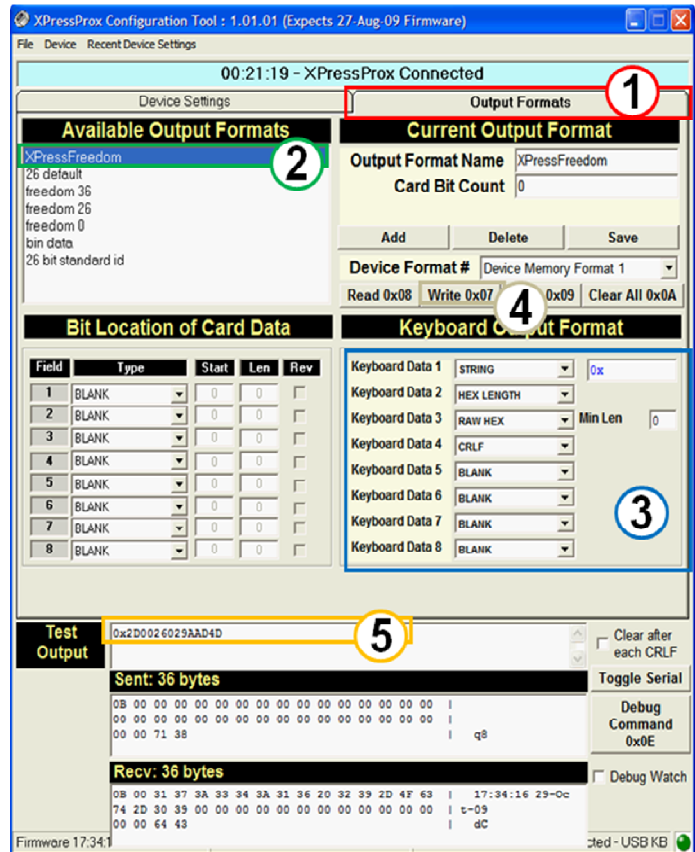 XPressProx Configuration Tool : 1.01.01 (Expects 27-Aug-09 Firmware)
File Device Recent Device Settings
00:21:19 - XPressProx Connected
Device Settings Output Formats 1
Available Output Formats
XPressFreedom
26 default
freedom 36
freedom 26
freedom 0
bin data
26 bit standard id
2
Current Output Format
Output Format Name XPressFreedom
Card Bit Count 0
Add Delete Save
Device Format # Device Memory Format 1
Read 0x08 Write 0x07 0x09 Clear All 0x0A
4
Bit Location of Card Data
Field Type Start Len Rev
1 BLANK 0 0
2 BLANK 0 0
3 BLANK 0 0
4 BLANK 0 0
5 BLANK 0 0
6 BLANK 0 0
7 BLANK 0 0
8 BLANK 0 0
Keyboard Output Format
Keyboard Data 1 STRING 0x
Keyboard Data 2 HEX LENGTH
Keyboard Data 3 RAW HEX Min Len 0
Keyboard Data 4 CRLF
Keyboard Data 5 BLANK
Keyboard Data 6 BLANK
Keyboard Data 7 BLANK
Keyboard Data 8 BLANK
3
Test Output
0x2D0026029AAD4D
5
Clear after each CRLF
Sent: 36 bytes
Toggle Serial
0B 00 00 00 00 00 00 00 00 00 00 00 00 00 00 00 |
00 00 00 00 00 00 00 00 00 00 00 00 00 00 00 00 |
00 00 71 38 | q8
Debug Command 0x0E
Recv: 36 bytes
Debug Watch
0B 00 31 37 3A 33 34 3A 31 36 20 32 39 2D 4F 63 | 17:34:16 29-Oc
74 2D 30 39 00 00 00 00 00 00 00 00 00 00 00 00 | t-09
00 00 64 43 | dC
Firmware 17:34:1
cted - USB KB